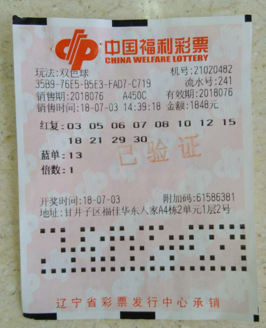 中国福利彩票
CHINA WELFARE LOTTERY
玩法:双色球 机号:21020482
35B9-76E5-B5E3-FAD7-C719 流水号:241
销售期:2018076 A450C 有效期:2018076
销售时间:18-07-03 14:39:18 金额:1848元
红复:03 05 06 07 08 10 12 15
18 21 29 30
蓝单:13
倍数:1
已验证
开奖时间:18-07-03 附加码:61586381
地址:甘井子区福佳华东人家A4栋2单元1层2号
辽宁省彩票发行中心承销